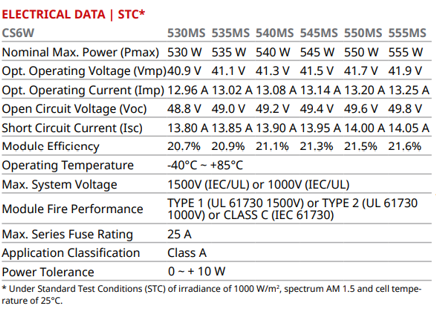 ELECTRICAL DATA | STC*
CS6W 530MS 535MS 540MS 545MS 550MS 555MS
Nominal Max. Power (Pmax) 530 W 535 W 540 W 545 W 550 W 555 W
Opt. Operating Voltage (Vmp) 40.9 V 41.1 V 41.3 V 41.5 V 41.7 V 41.9 V
Opt. Operating Current (Imp) 12.96 A 13.02 A 13.08 A 13.14 A 13.20 A 13.25 A
Open Circuit Voltage (Voc) 48.8 V 49.0 V 49.2 V 49.4 V 49.6 V 49.8 V
Short Circuit Current (Isc) 13.80 A 13.85 A 13.90 A 13.95 A 14.00 A 14.05 A
Module Efficiency 20.7% 20.9% 21.1% 21.3% 21.5% 21.6%
Operating Temperature -40°C ~ +85°C
Max. System Voltage 1500V (IEC/UL) or 1000V (IEC/UL)
Module Fire Performance TYPE 1 (UL 61730 1500V) or TYPE 2 (UL 61730
1000V) or CLASS C (IEC 61730)
Max. Series Fuse Rating 25 A
Application Classification Class A
Power Tolerance 0 ~ + 10 W
* Under Standard Test Conditions (STC) of irradiance of 1000 W/m², spectrum AM 1.5 and cell tempe-
rature of 25°C.